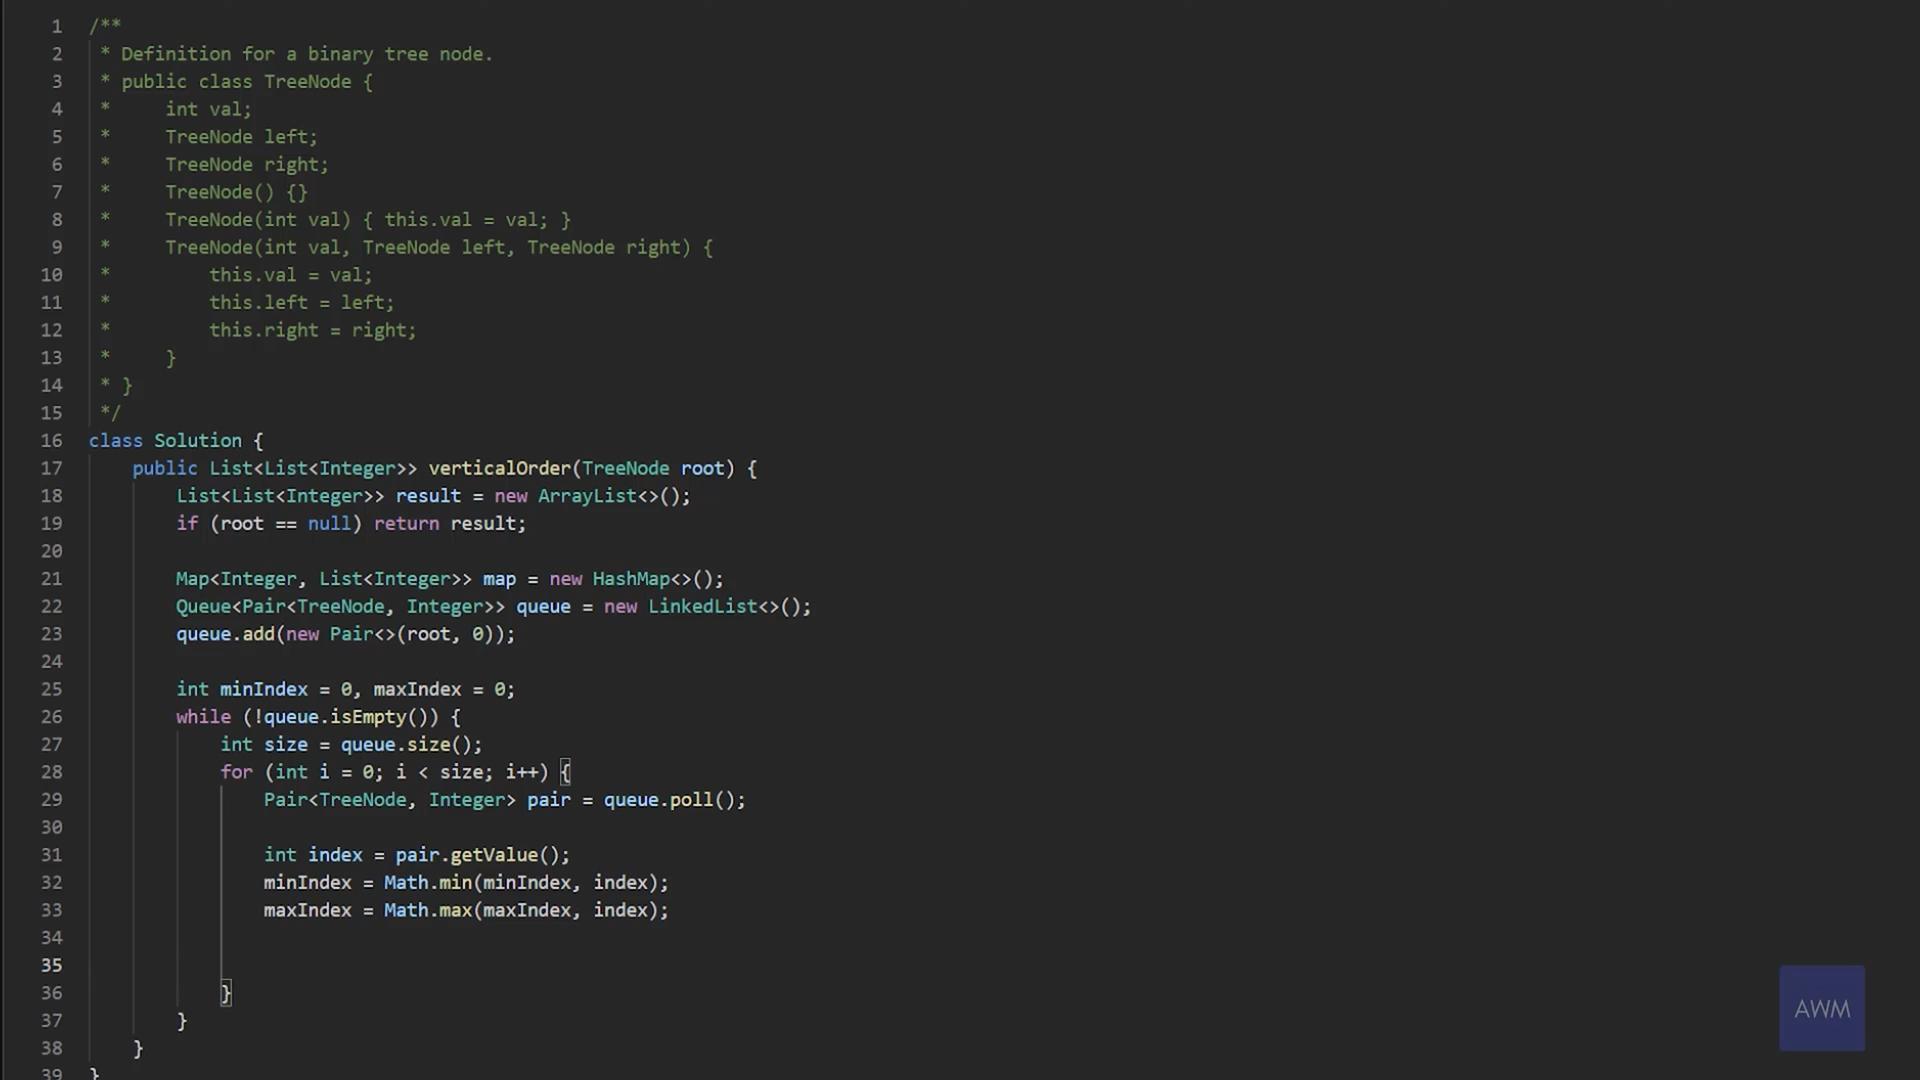 1 /**
2 * Definition for a binary tree node.
3 * public class TreeNode {
4 *     int val;
5 *     TreeNode left;
6 *     TreeNode right;
7 *     TreeNode() {}
8 *     TreeNode(int val) { this.val = val; }
9 *     TreeNode(int val, TreeNode left, TreeNode right) {
10 *         this.val = val;
11 *         this.left = left;
12 *         this.right = right;
13 *     }
14 * }
15 */
16 class Solution {
17     public List<List<Integer>> verticalOrder(TreeNode root) {
18         List<List<Integer>> result = new ArrayList<>();
19         if (root == null) return result;
20
21         Map<Integer, List<Integer>> map = new HashMap<>();
22         Queue<Pair<TreeNode, Integer>> queue = new LinkedList<>();
23         queue.add(new Pair<>(root, 0));
24
25         int minIndex = 0, maxIndex = 0;
26         while (!queue.isEmpty()) {
27             int size = queue.size();
28             for (int i = 0; i < size; i++) {
29                 Pair<TreeNode, Integer> pair = queue.poll();
30
31                 int index = pair.getValue();
32                 minIndex = Math.min(minIndex, index);
33                 maxIndex = Math.max(maxIndex, index);
34
35
36             }
37         }
38     }
39 }
AWM